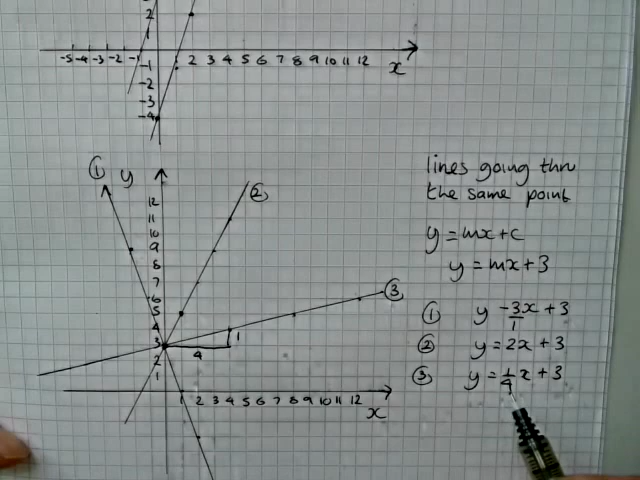 2
1
-5 -4 -3 -2 -1 2 3 4 5 6 7 8 9 10 11 12
x
-1
-2
-3
-4
① y
②
12
11
10
9
8
7
6
5
4
3
2
1
③
1
4
2 3 4 5 6 7 8 9 10 11 12
x
lines going thru
the same point
y = mx + c
y = mx + 3
① y -3/1x + 3
② y = 2x + 3
③ y = 1/4x + 3